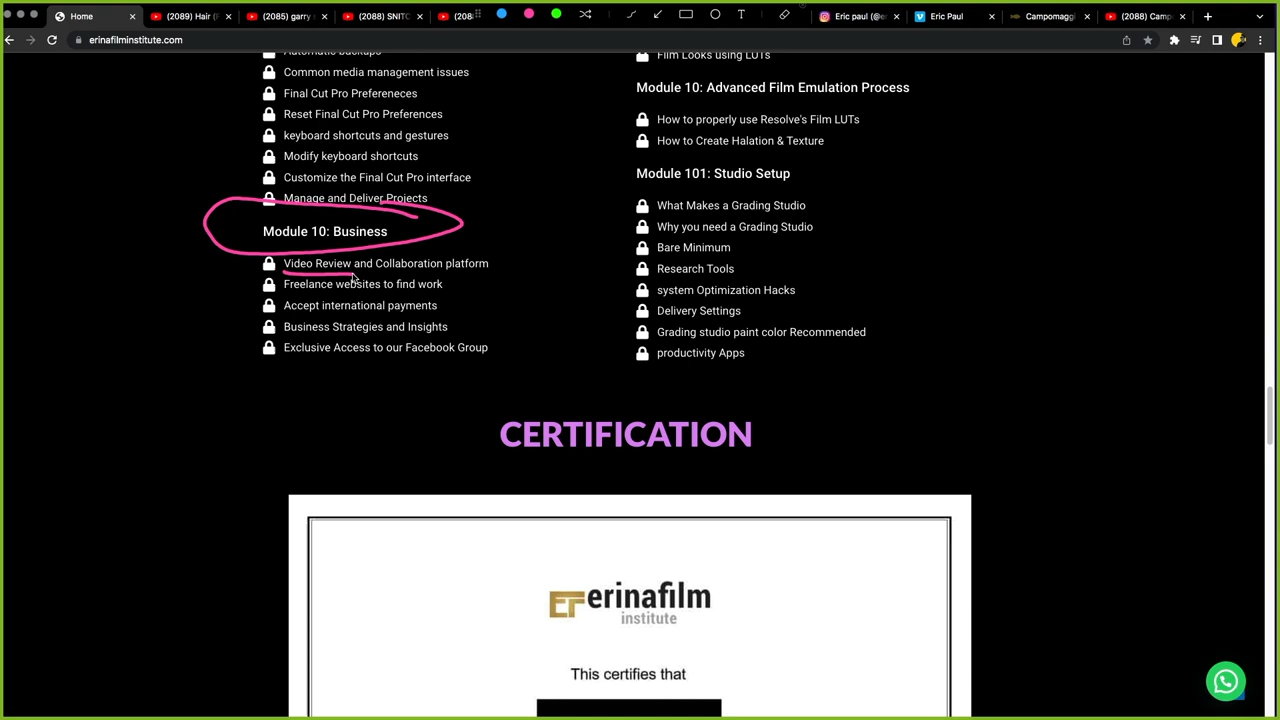 Home
(2089) Hair (F
(2085) garry s
(2088) SNITC
(208
Eric paul (@e
Eric Paul
Campomaggi
(2088) Camp
erinafilminstitute.com
Automatic backups
Common media management issues
Final Cut Pro Prefereneces
Reset Final Cut Pro Preferences
keyboard shortcuts and gestures
Modify keyboard shortcuts
Customize the Final Cut Pro interface
Manage and Deliver Projects
Module 10: Business
Video Review and Collaboration platform
Freelance websites to find work
Accept international payments
Business Strategies and Insights
Exclusive Access to our Facebook Group
Film Looks using LUTs
Module 10: Advanced Film Emulation Process
How to properly use Resolve's Film LUTs
How to Create Halation & Texture
Module 101: Studio Setup
What Makes a Grading Studio
Why you need a Grading Studio
Bare Minimum
Research Tools
system Optimization Hacks
Delivery Settings
Grading studio paint color Recommended
productivity Apps
CERTIFICATION
EF erinafilm
institute
This certifies that